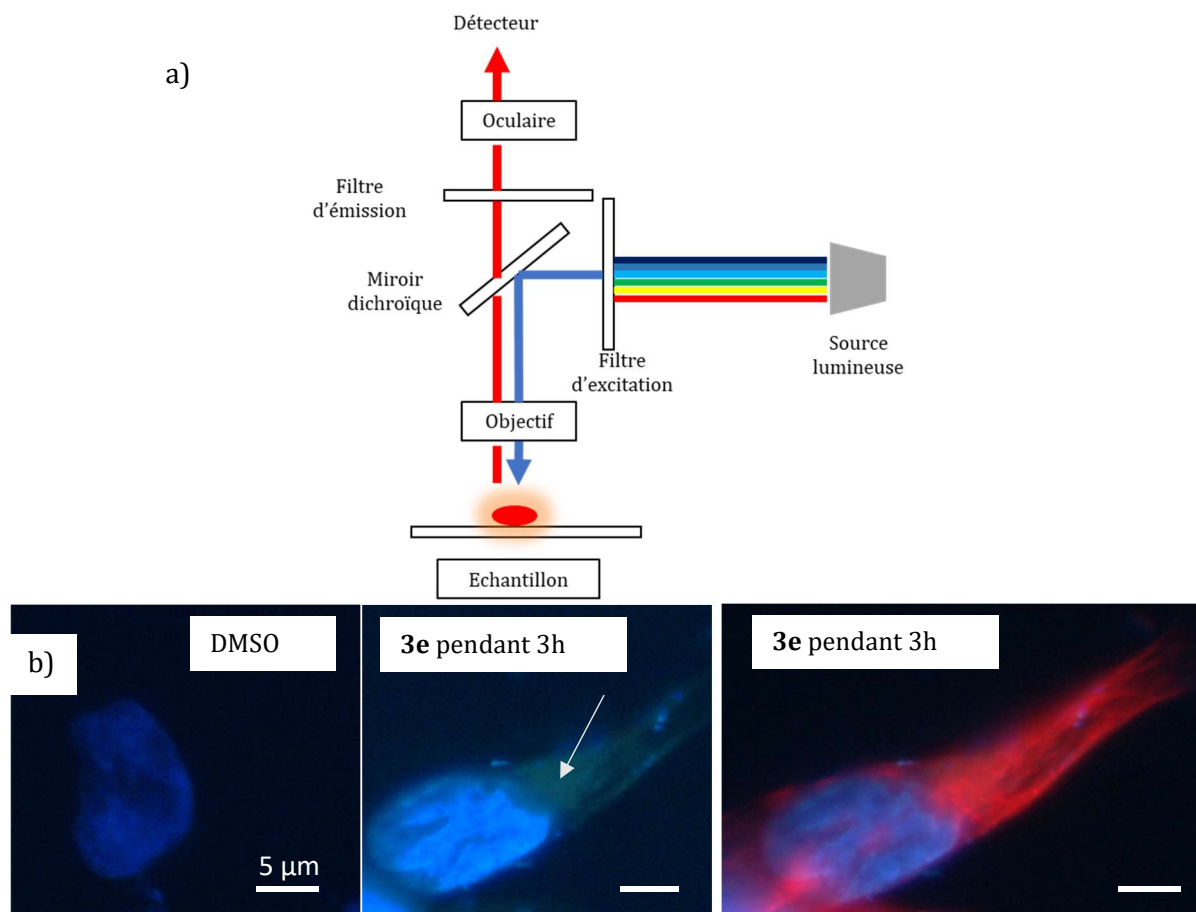 Détecteur
a)
Oculaire
Filtre
d'émission
Miroir
dichroïque
Filtre
d'excitation
Source
lumineuse
Objectif
Echantillon
b)
DMSO
3e pendant 3h
3e pendant 3h
5 µm